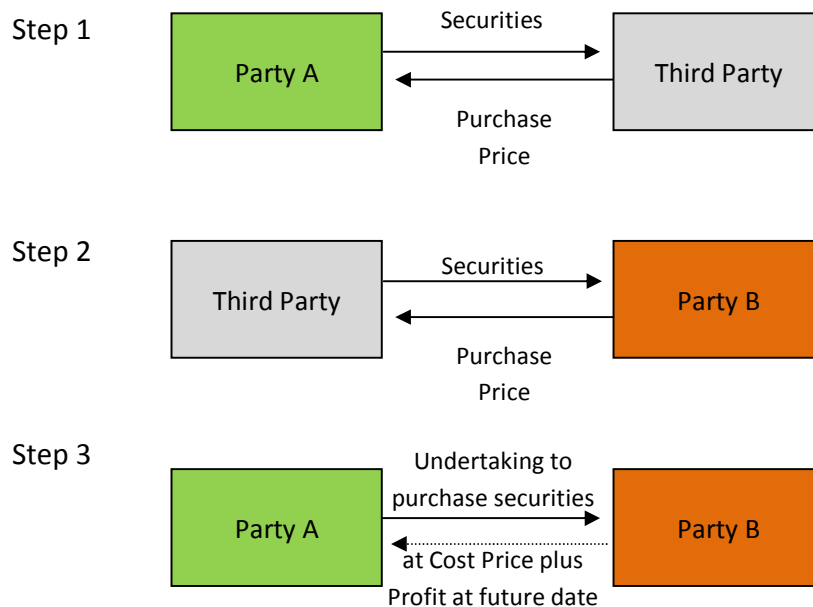 Step 1
Securities
Party A
Third Party
Purchase
Price
Step 2
Securities
Third Party
Party B
Purchase
Price
Step 3
Undertaking to
purchase securities
Party A
Party B
at Cost Price plus
Profit at future date